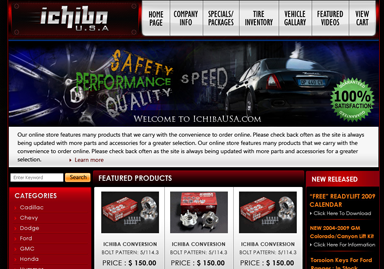 ichiba
U.S.A
HOME PAGE
COMPANY INFO
SPECIALS/ PACKAGES
TIRE INVENTORY
VEHICLE GALLARY
FEATURED VIDEOS
VIEW CART
SAFETY
PERFORMANCE
SPEED
QUALITY
100%
SATISFACTION
WELCOME TO ICHIBAUSA.COM
Our online store features many products that we carry with the convenience to order online. Please check back often as the site is always
being updated with more parts and accessories for a greater selection. Our online store features many products that we carry with the
convenience to order online. Please check back often as the site is always being updated with more parts and accessories for a greater
selection.
Learn more
Enter Keyword
Search
FEATURED PRODUCTS
NEW RELEASED
CATEGORIES
Cadillac
Chevy
Dodge
Ford
GMC
Honda
ICHIBA CONVERSION
BOLT PATTERN: 5/114.3
PRICE : $ 150.00
ICHIBA CONVERSION
BOLT PATTERN: 5/114.3
PRICE : $ 150.00
ICHIBA CONVERSION
BOLT PATTERN: 5/114.3
PRICE : $ 150.00
"FREE" READYLIFT 2009
CALENDAR
Click Here To Download
NEW 2004-2009 GM
Colorado/Canyon Lift Kit
Click Here For Information
Torsion Keys For Ford